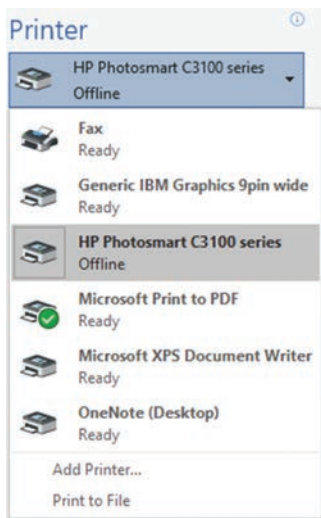 Printer
HP Photosmart C3100 series
Offline
Fax
Ready
Generic IBM Graphics 9pin wide
Ready
HP Photosmart C3100 series
Offline
Microsoft Print to PDF
Ready
Microsoft XPS Document Writer
Ready
OneNote (Desktop)
Ready
Add Printer...
Print to File